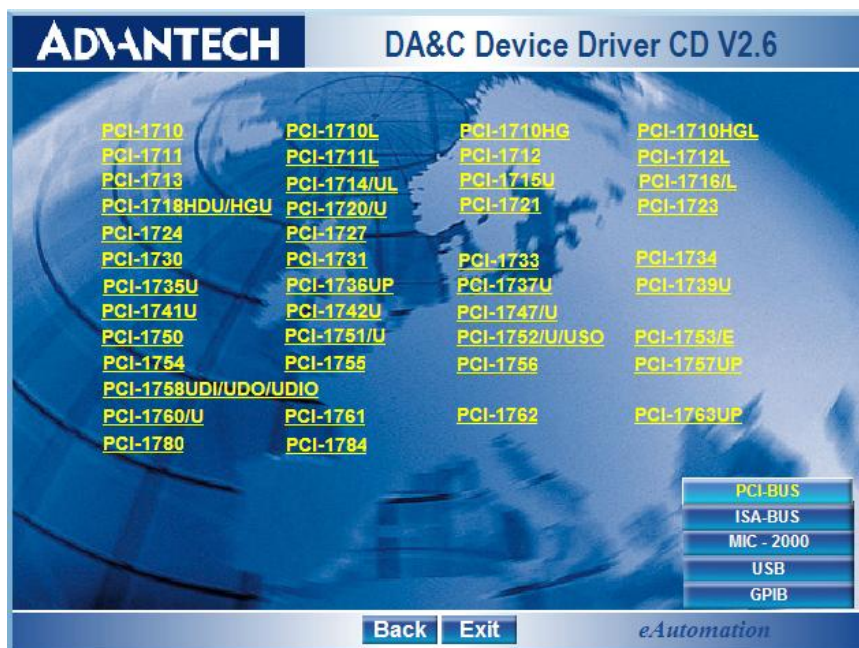 ADVANTECH DA&C Device Driver CD V2.6
PCI-1710 PCI-1710L PCI-1710HG PCI-1710HGL
PCI-1711 PCI-1711L PCI-1712 PCI-1712L
PCI-1713 PCI-1714/UL PCI-1715U PCI-1716/L
PCI-1718HDU/HGU PCI-1720/U PCI-1721 PCI-1723
PCI-1724 PCI-1727
PCI-1730 PCI-1731 PCI-1733 PCI-1734
PCI-1735U PCI-1736UP PCI-1737U PCI-1739U
PCI-1741U PCI-1742U PCI-1747/U
PCI-1750 PCI-1751/U PCI-1752/U/USO PCI-1753/E
PCI-1754 PCI-1755 PCI-1756 PCI-1757UP
PCI-1758UDI/UDO/UDIO
PCI-1760/U PCI-1761 PCI-1762 PCI-1763UP
PCI-1780 PCI-1784
PCI-BUS
ISA-BUS
MIC - 2000
USB
GPIB
Back Exit eAutomation